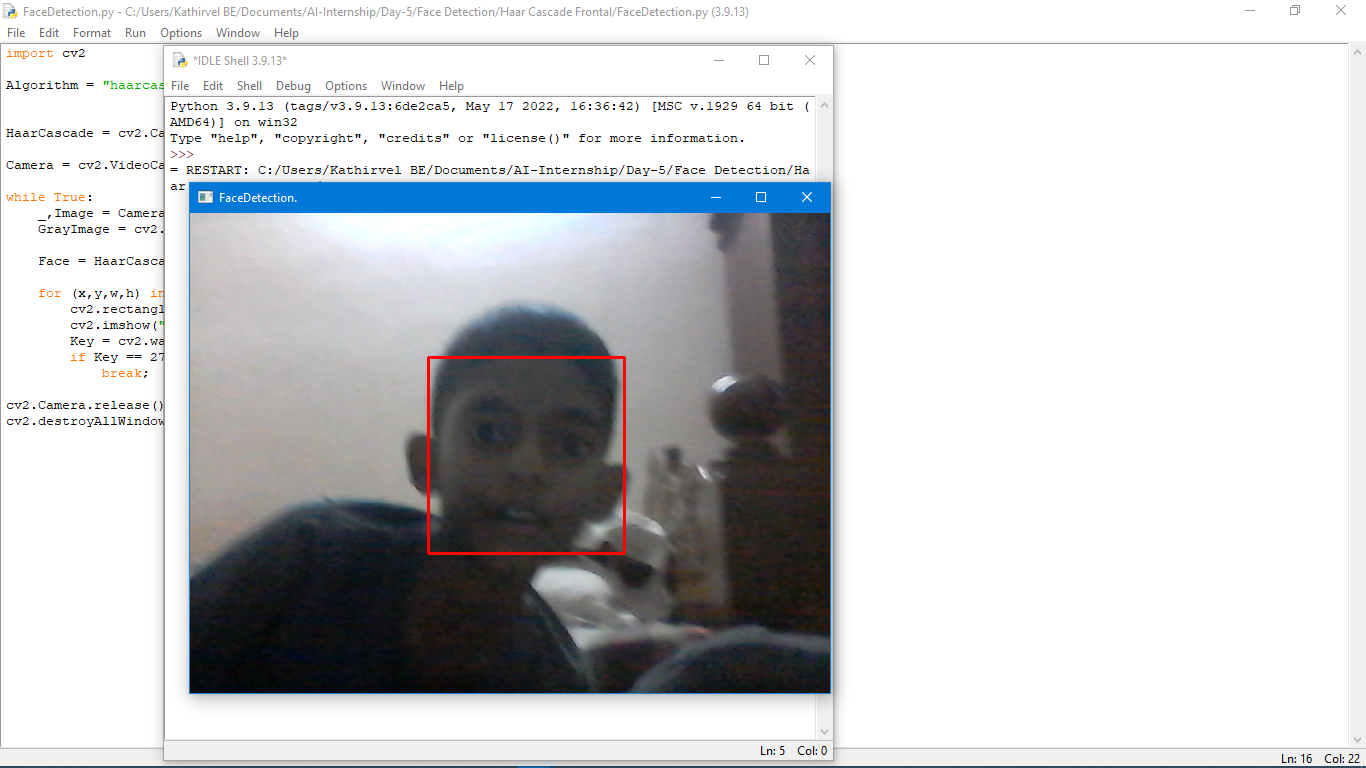 FaceDetection.py - C:/Users/Kathirvel BE/Documents/AI-Internship/Day-5/Face Detection/Haar Cascade Frontal/FaceDetection.py (3.9.13)
File Edit Format Run Options Window Help
import cv2
Algorithm = "haarcas
HaarCascade = cv2.Ca
Camera = cv2.VideoCa
while True:
_,Image = Camera
GrayImage = cv2.
Face = HaarCasca
for (x,y,w,h) in
cv2.rectangl
cv2.imshow("
Key = cv2.wa
if Key == 27
break;
cv2.Camera.release()
cv2.destroyAllWindow
*IDLE Shell 3.9.13*
File Edit Shell Debug Options Window Help
Python 3.9.13 (tags/v3.9.13:6de2ca5, May 17 2022, 16:36:42) [MSC v.1929 64 bit (
AMD64)] on win32
Type "help", "copyright", "credits" or "license()" for more information.
>>>
= RESTART: C:/Users/Kathirvel BE/Documents/AI-Internship/Day-5/Face Detection/Ha
ar
FaceDetection.
Ln: 5 Col: 0
Ln: 16 Col: 22